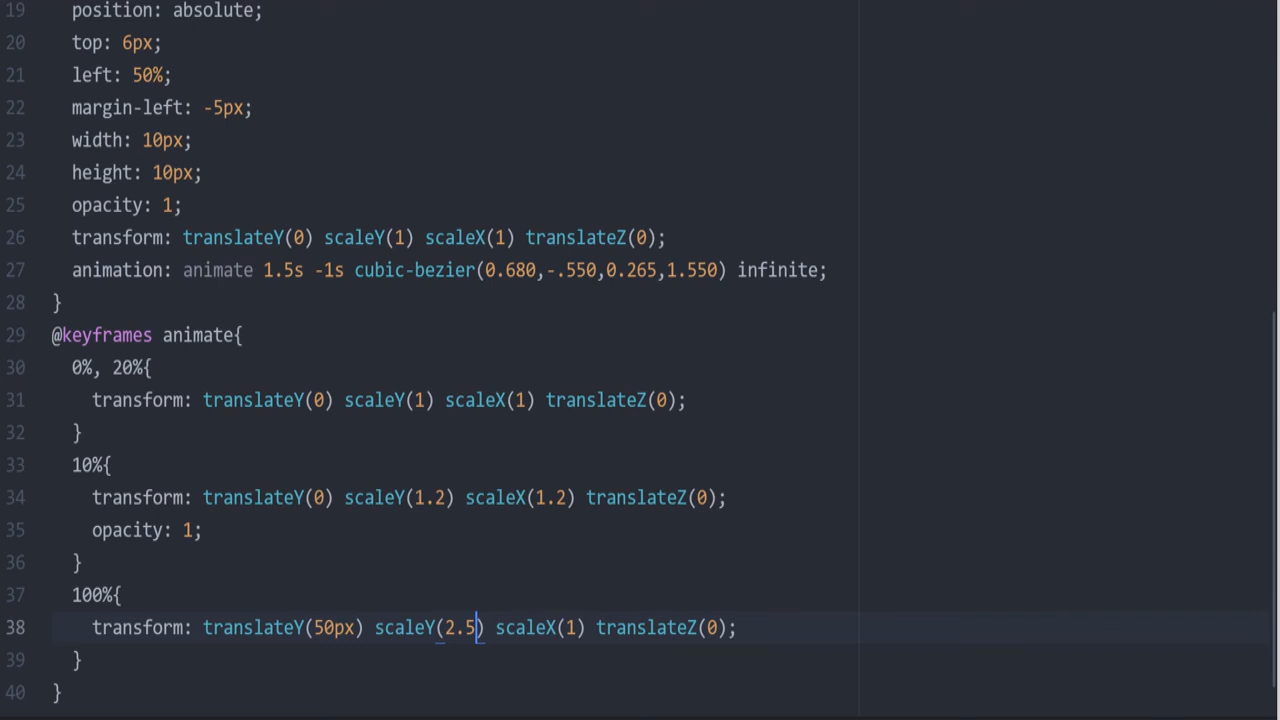 19 position: absolute;
20 top: 6px;
21 left: 50%;
22 margin-left: -5px;
23 width: 10px;
24 height: 10px;
25 opacity: 1;
26 transform: translateY(0) scaleY(1) scaleX(1) translateZ(0);
27 animation: animate 1.5s -1s cubic-bezier(0.680,-.550,0.265,1.550) infinite;
28 }
29 @keyframes animate{
30 0%, 20%{
31 transform: translateY(0) scaleY(1) scaleX(1) translateZ(0);
32 }
33 10%{
34 transform: translateY(0) scaleY(1.2) scaleX(1.2) translateZ(0);
35 opacity: 1;
36 }
37 100%{
38 transform: translateY(50px) scaleY(2.5) scaleX(1) translateZ(0);
39 }
40 }